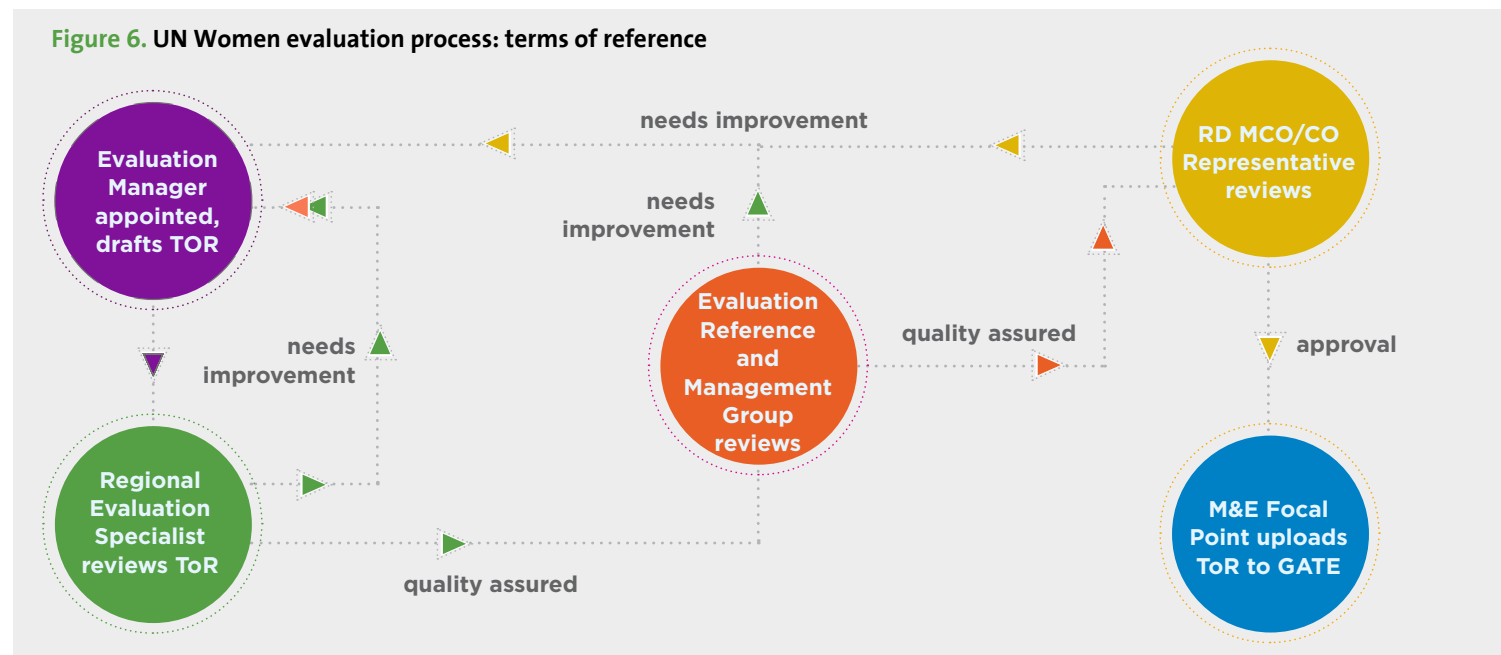 Figure 6. UN Women evaluation process: terms of reference
needs improvement
Evaluation
Manager
appointed,
drafts TOR
RD MCO/CO
Representative
reviews
needs
improvement
needs
improvement
Evaluation
Reference
and
Management
Group
reviews
quality assured
approval
Regional
Evaluation
Specialist
reviews ToR
quality assured
M&E Focal
Point uploads
ToR to GATE